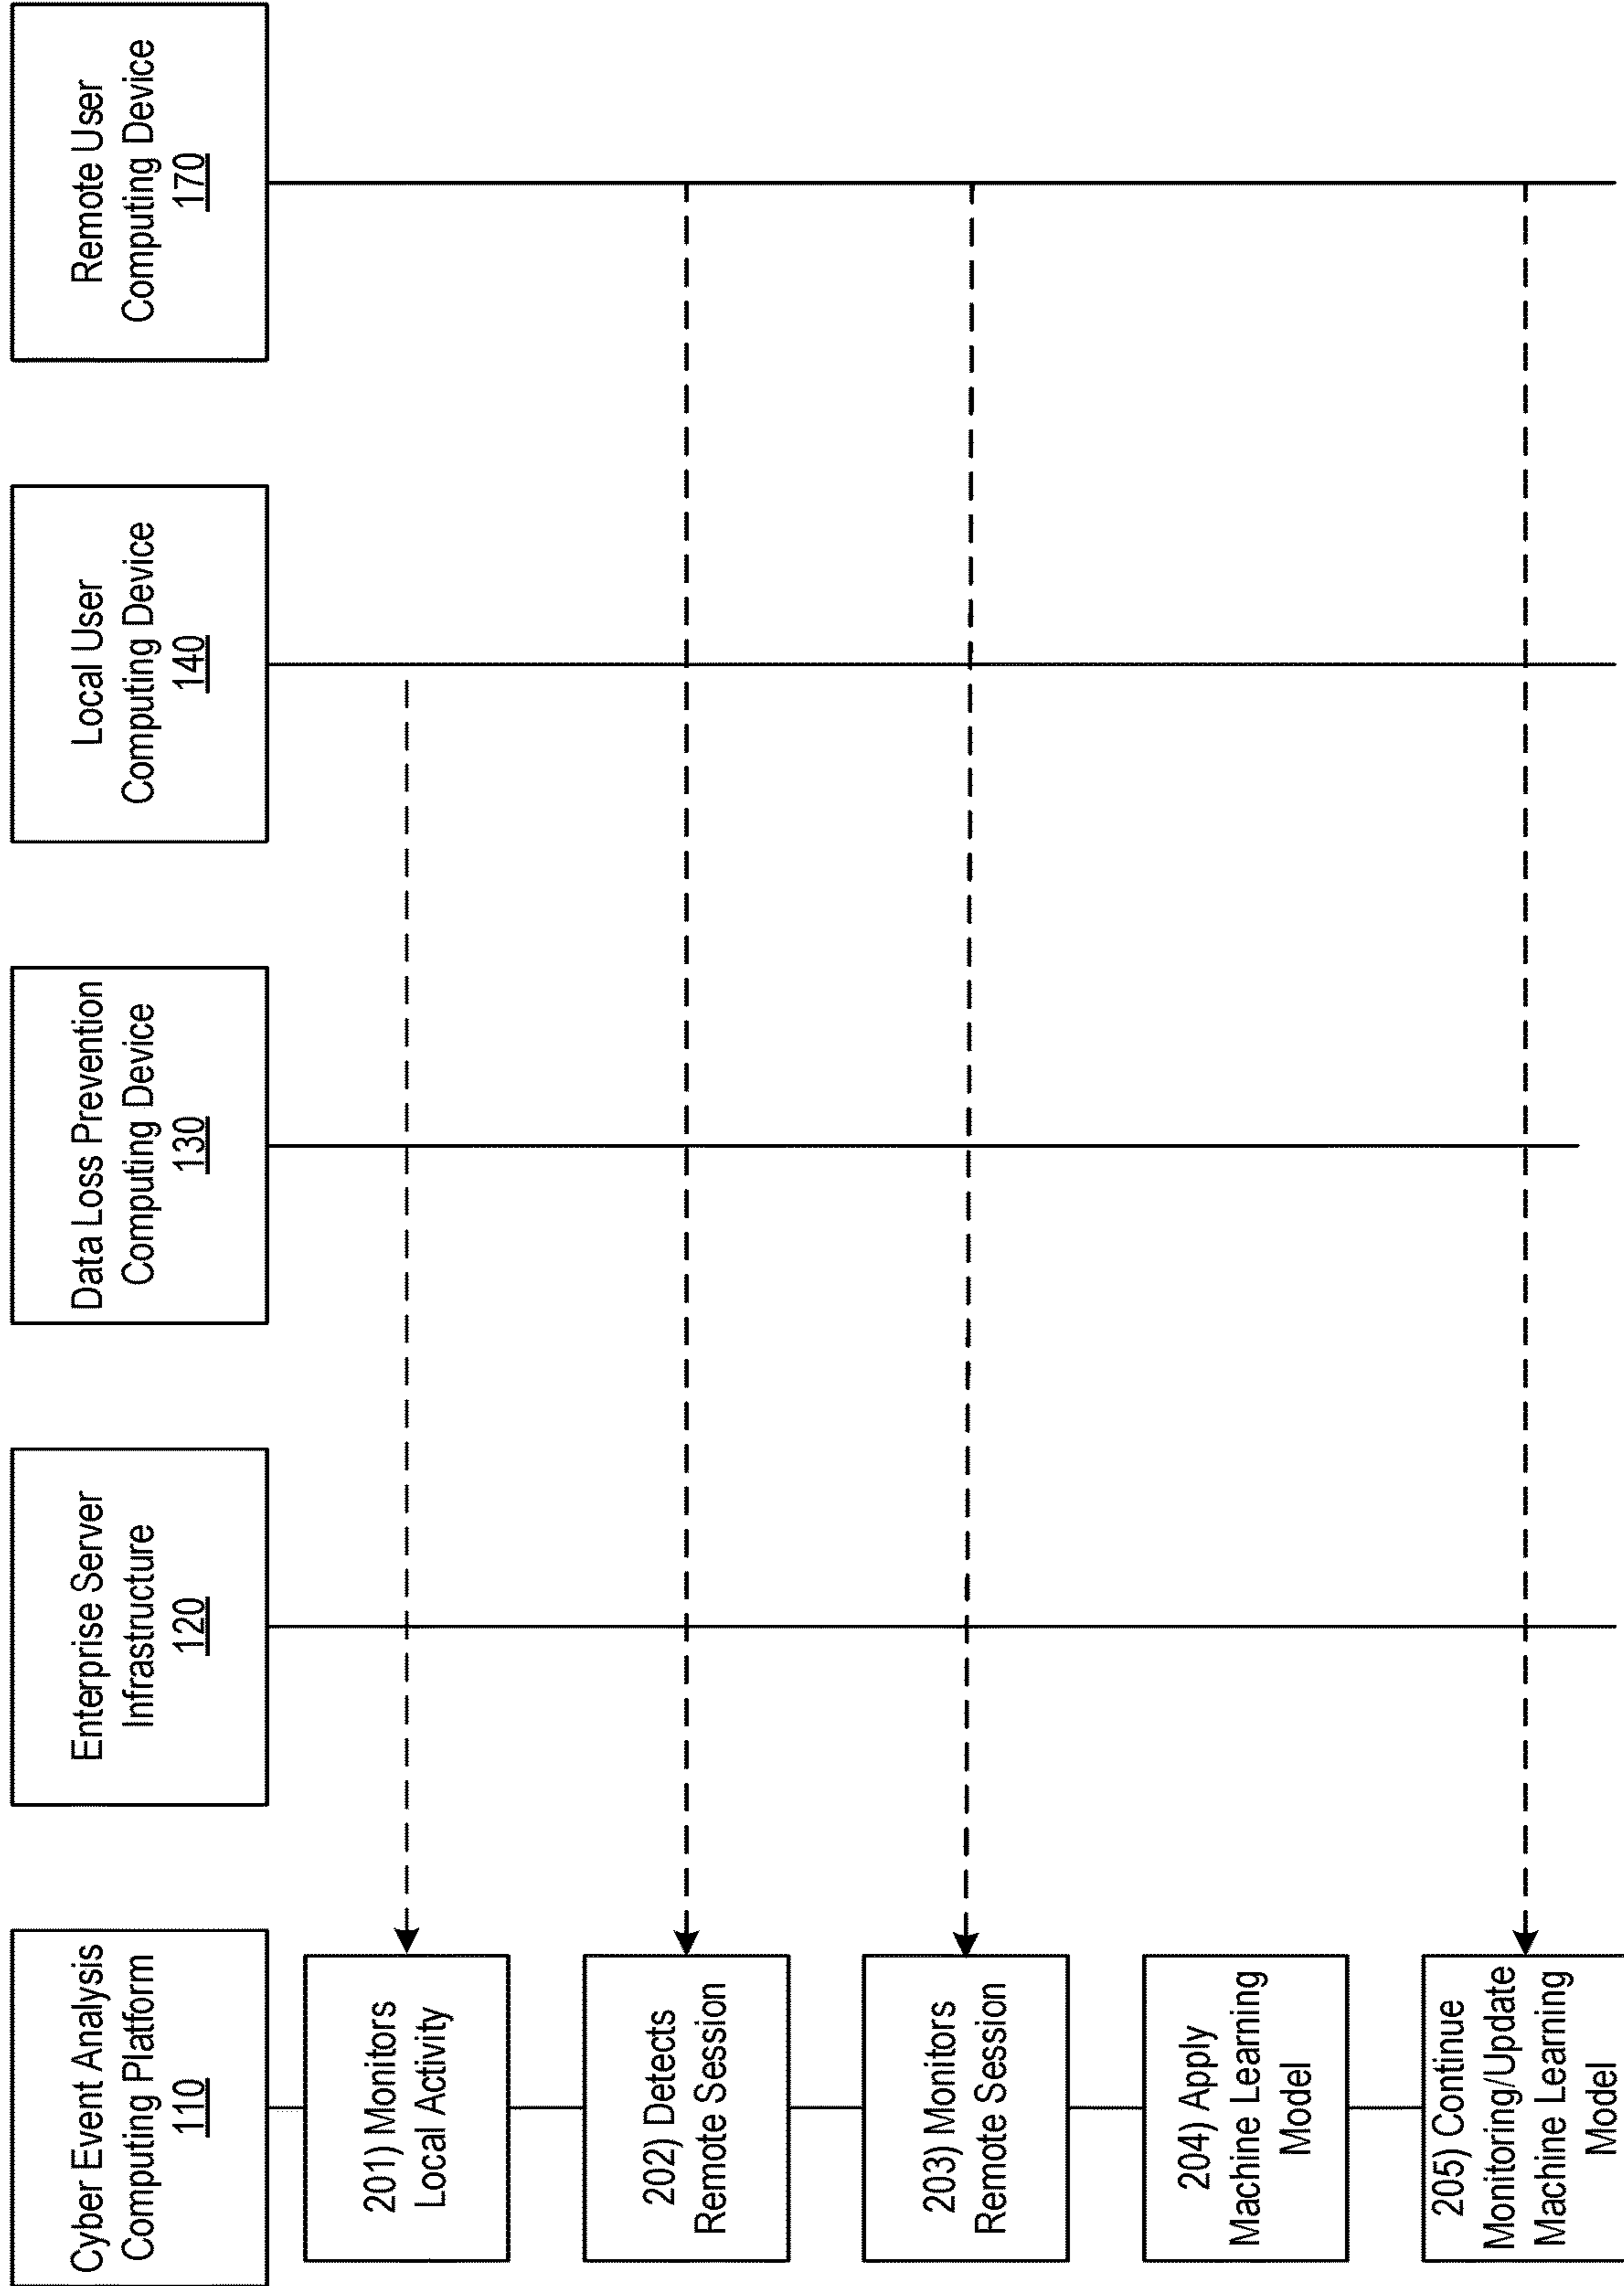 Cyber Event Analysis
Computing Platform
110
Enterprise Server
Infrastructure
120
Data Loss Prevention
Computing Device
130
Local User
Computing Device
140
Remote User
Computing Device
170
201) Monitors
Local Activity
202) Detects
Remote Session
203) Monitors
Remote Session
204) Apply
Machine Learning
Model
205) Continue
Monitoring/Update
Machine Learning
Model